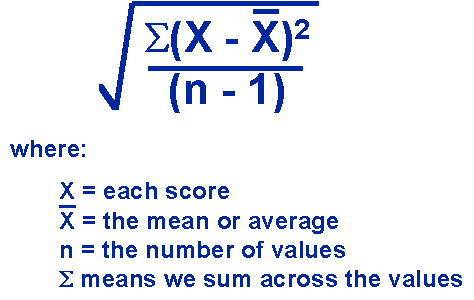 √(Σ(X - X̄)² / (n - 1))
where:
X = each score
X̄ = the mean or average
n = the number of values
Σ means we sum across the values